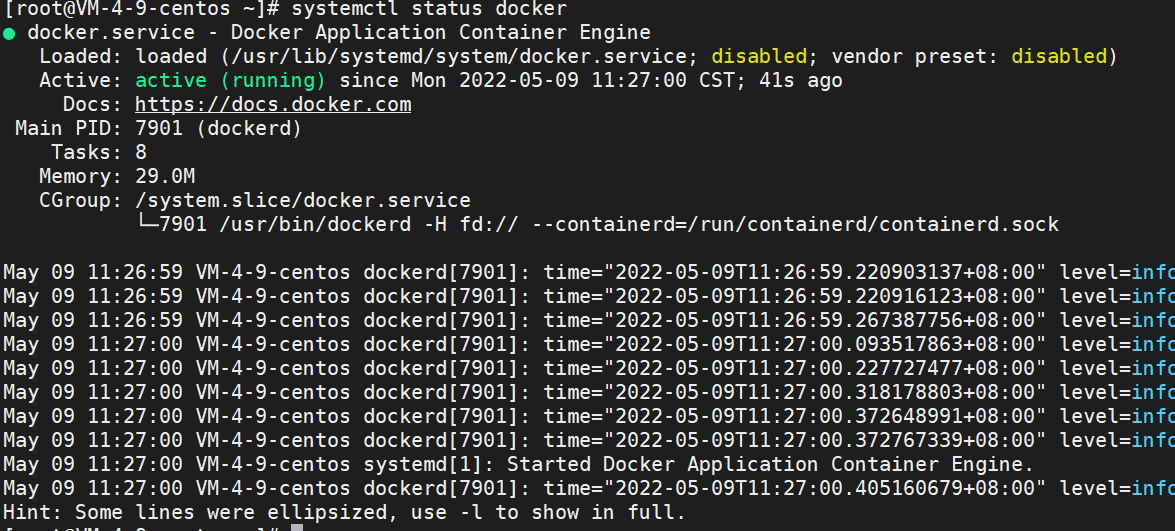 [root@VM-4-9-centos ~]# systemctl status docker
● docker.service - Docker Application Container Engine
   Loaded: loaded (/usr/lib/systemd/system/docker.service; disabled; vendor preset: disabled)
   Active: active (running) since Mon 2022-05-09 11:27:00 CST; 41s ago
     Docs: https://docs.docker.com
 Main PID: 7901 (dockerd)
    Tasks: 8
   Memory: 29.0M
   CGroup: /system.slice/docker.service
           └─7901 /usr/bin/dockerd -H fd:// --containerd=/run/containerd/containerd.sock

May 09 11:26:59 VM-4-9-centos dockerd[7901]: time="2022-05-09T11:26:59.220903137+08:00" level=info
May 09 11:26:59 VM-4-9-centos dockerd[7901]: time="2022-05-09T11:26:59.220916123+08:00" level=info
May 09 11:26:59 VM-4-9-centos dockerd[7901]: time="2022-05-09T11:26:59.267387756+08:00" level=info
May 09 11:27:00 VM-4-9-centos dockerd[7901]: time="2022-05-09T11:27:00.093517863+08:00" level=info
May 09 11:27:00 VM-4-9-centos dockerd[7901]: time="2022-05-09T11:27:00.227727477+08:00" level=info
May 09 11:27:00 VM-4-9-centos dockerd[7901]: time="2022-05-09T11:27:00.318178803+08:00" level=info
May 09 11:27:00 VM-4-9-centos dockerd[7901]: time="2022-05-09T11:27:00.372648991+08:00" level=info
May 09 11:27:00 VM-4-9-centos dockerd[7901]: time="2022-05-09T11:27:00.372767339+08:00" level=info
May 09 11:27:00 VM-4-9-centos systemd[1]: Started Docker Application Container Engine.
May 09 11:27:00 VM-4-9-centos dockerd[7901]: time="2022-05-09T11:27:00.405160679+08:00" level=info
Hint: Some lines were ellipsized, use -l to show in full.
[root@VM-4-9-centos ~]#